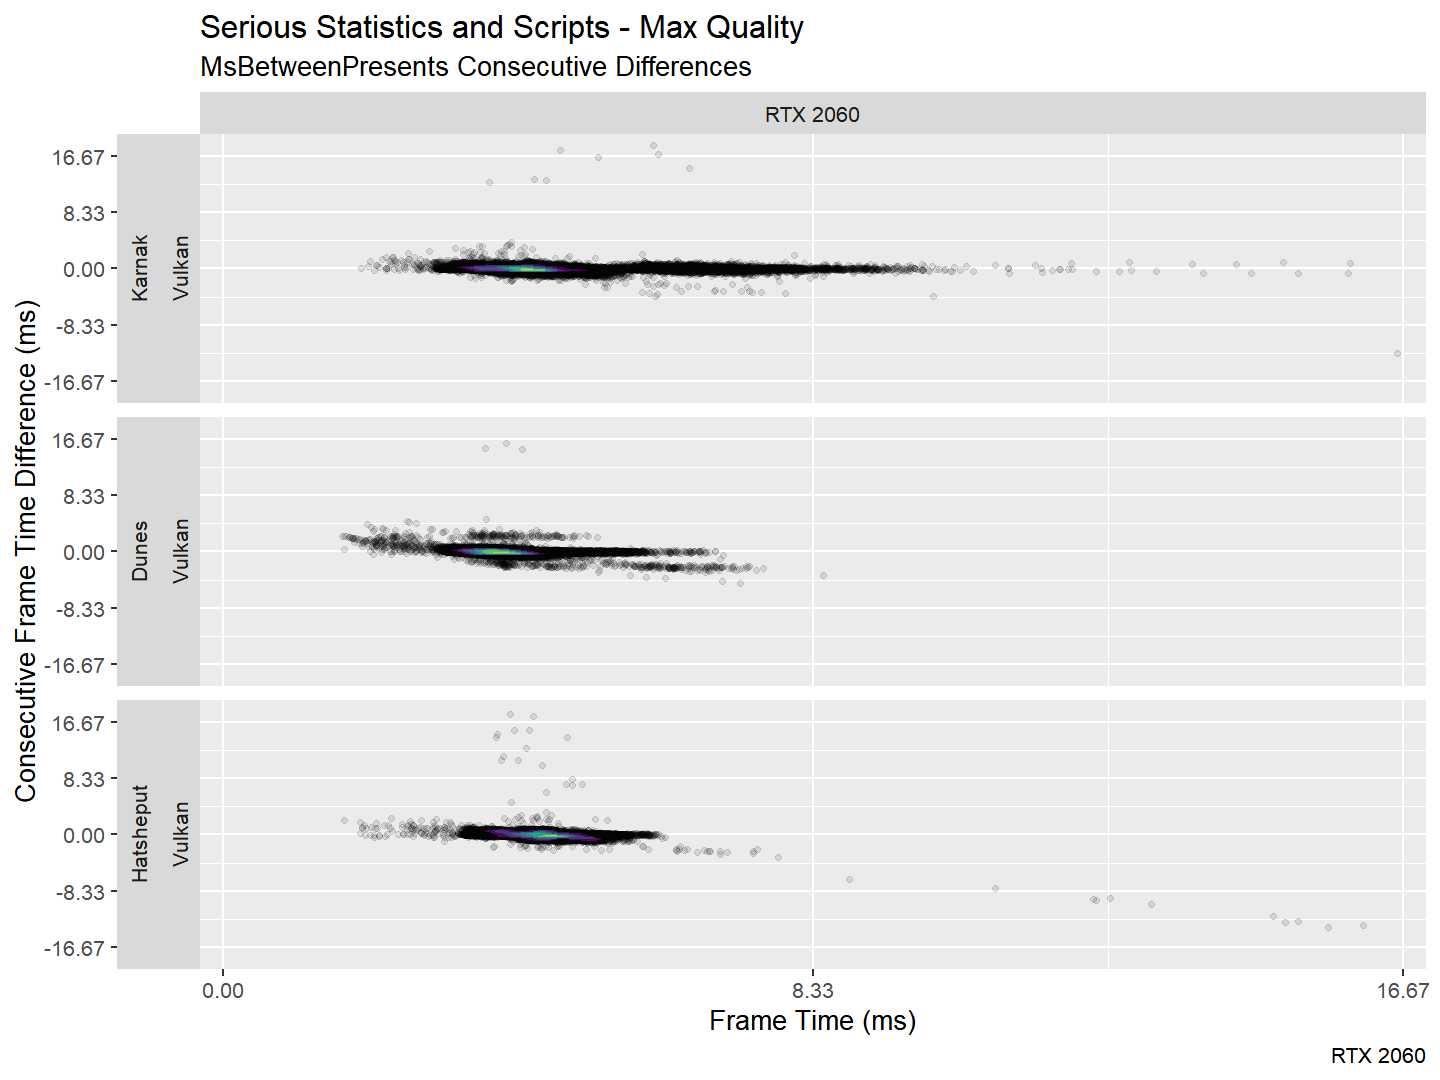 Serious Statistics and Scripts - Max Quality
MsBetweenPresents Consecutive Differences
RTX 2060
Consecutive Frame Time Difference (ms)
Karnak
Vulkan
16.67
8.33
0.00
-8.33
-16.67
Dunes
Vulkan
16.67
8.33
0.00
-8.33
-16.67
Hatsheput
Vulkan
16.67
8.33
0.00
-8.33
-16.67
0.00
8.33
16.67
Frame Time (ms)
RTX 2060